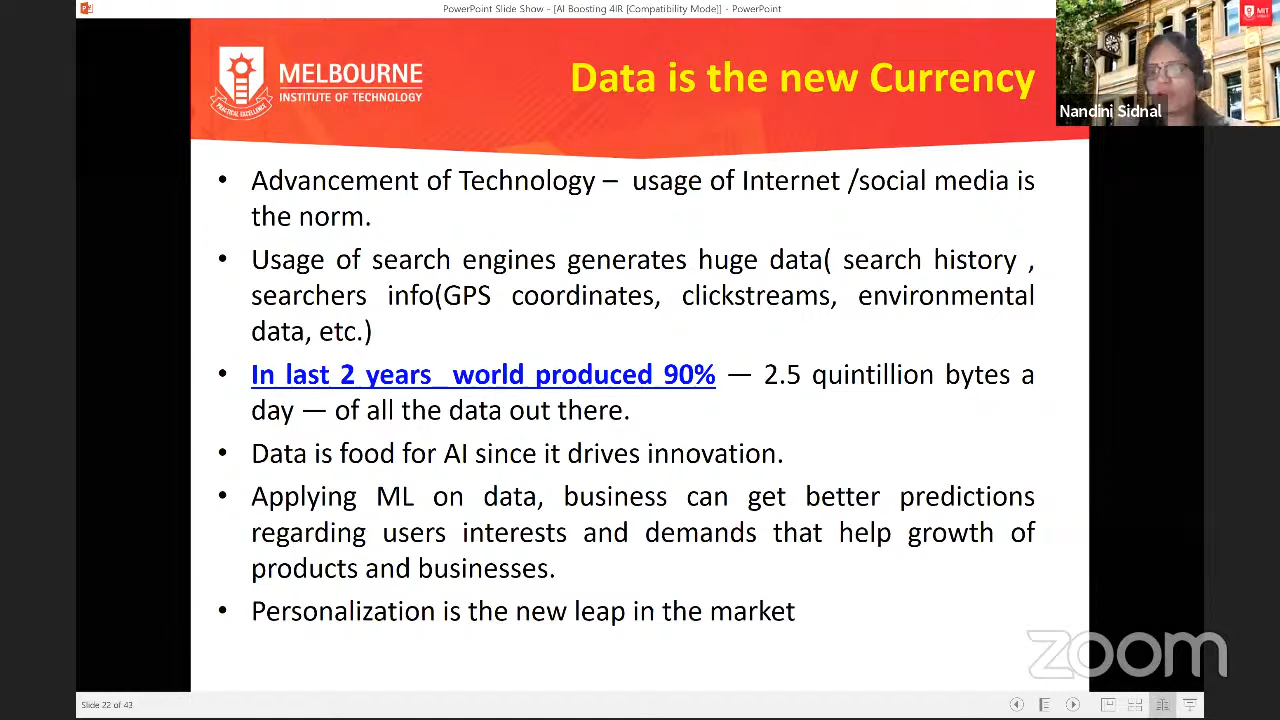 PowerPoint Slide Show - [AI Boosting 4IR [Compatibility Mode]] - PowerPoint
MIT
MELBOURNE
INSTITUTE OF TECHNOLOGY
PRACTICAL EXCELLENCE
Data is the new Currency
Nandini Sidnal
• Advancement of Technology – usage of Internet /social media is
the norm.
• Usage of search engines generates huge data( search history ,
searchers info(GPS coordinates, clickstreams, environmental
data, etc.)
• In last 2 years world produced 90% — 2.5 quintillion bytes a
day — of all the data out there.
• Data is food for AI since it drives innovation.
• Applying ML on data, business can get better predictions
regarding users interests and demands that help growth of
products and businesses.
• Personalization is the new leap in the market
zoom
Slide 22 of 43